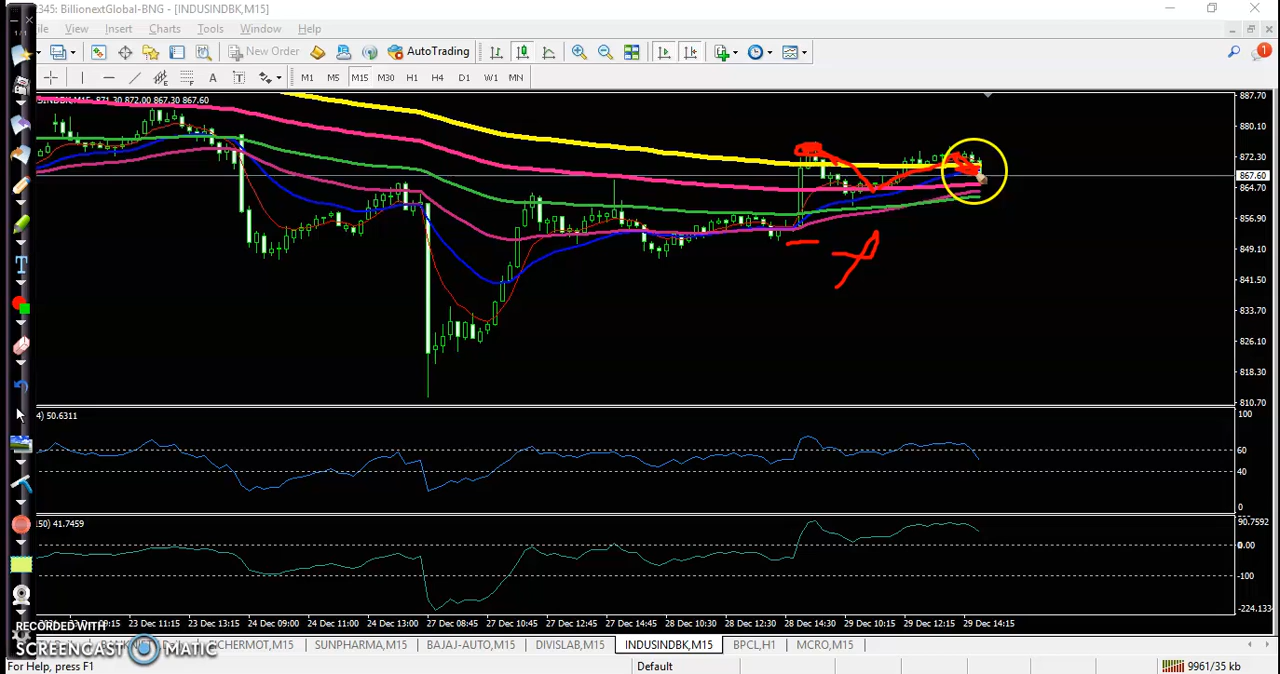 2345: BillionextGlobal-BNG - [INDUSINDBK,M15]
ile View Insert Charts Tools Window Help
1/1
New Order AutoTrading
A T M1 M5 M15 M30 H1 H4 D1 W1 MN
DINDBK,M15: 871.30 872.00 867.30 867.60
887.70
880.10
872.30
867.60
864.70
856.90
849.10
841.50
833.70
826.10
818.30
810.70
4) 50.6311
100
60
40
0
50) 41.7459
90.7592
0.00
-100
-224.1334
23 Dec 11:15 23 Dec 13:15 24 Dec 09:00 24 Dec 11:00 24 Dec 13:00 27 Dec 08:45 27 Dec 10:45 27 Dec 12:45 27 Dec 14:45 28 Dec 10:30 28 Dec 12:30 28 Dec 14:30 29 Dec 10:15 29 Dec 12:15 29 Dec 14:15
RECORDED WITH
SCREENCAST MATIC
EICHERMOT,M15 SUNPHARMA,M15 BAJAJ-AUTO,M15 DIVISLAB,M15 INDUSINDBK,M15 BPCL,H1 MCRO,M15
For Help, press F1 Default 9961/35 kb